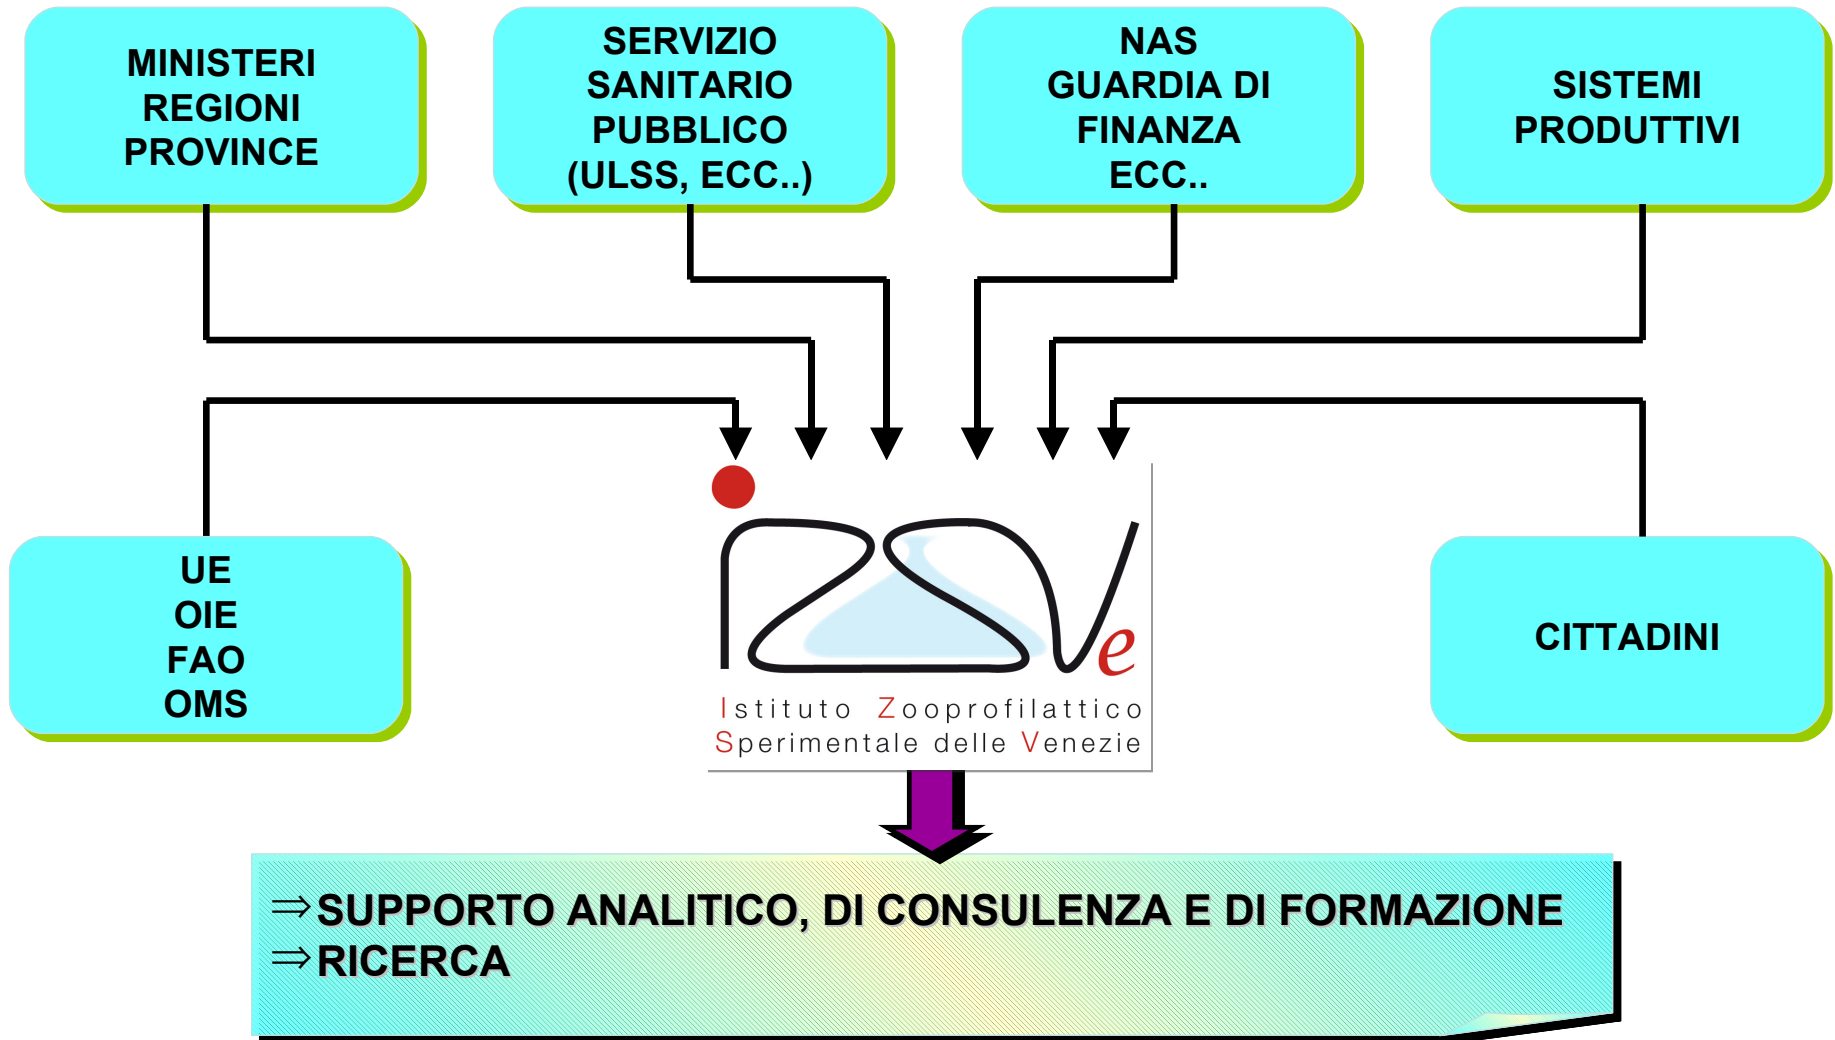 MINISTERI
REGIONI
PROVINCE
SERVIZIO
SANITARIO
PUBBLICO
(ULSS, ECC..)
NAS
GUARDIA DI
FINANZA
ECC..
SISTEMI
PRODUTTIVI
UE
OIE
FAO
OMS
IZSVe
Istituto Zooprofilattico
Sperimentale delle Venezie
CITTADINI
⇒SUPPORTO ANALITICO, DI CONSULENZA E DI FORMAZIONE
⇒RICERCA